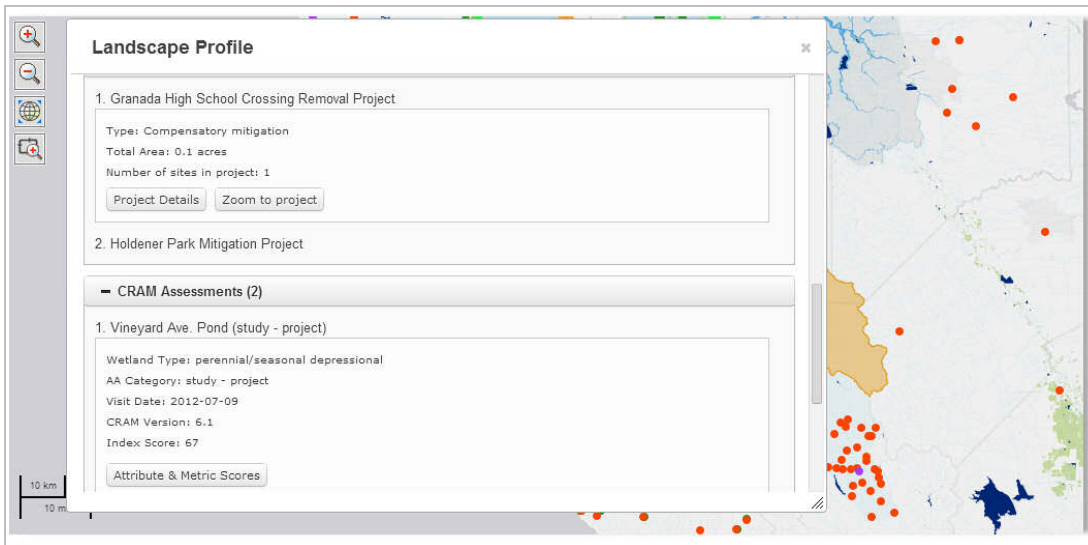 Landscape Profile
×
1. Granada High School Crossing Removal Project
Type: Compensatory mitigation
Total Area: 0.1 acres
Number of sites in project: 1
Project Details Zoom to project
2. Holdener Park Mitigation Project
− CRAM Assessments (2)
1. Vineyard Ave. Pond (study - project)
Wetland Type: perennial/seasonal depressional
AA Category: study - project
Visit Date: 2012-07-09
CRAM Version: 6.1
Index Score: 67
Attribute & Metric Scores
10 km
10 m